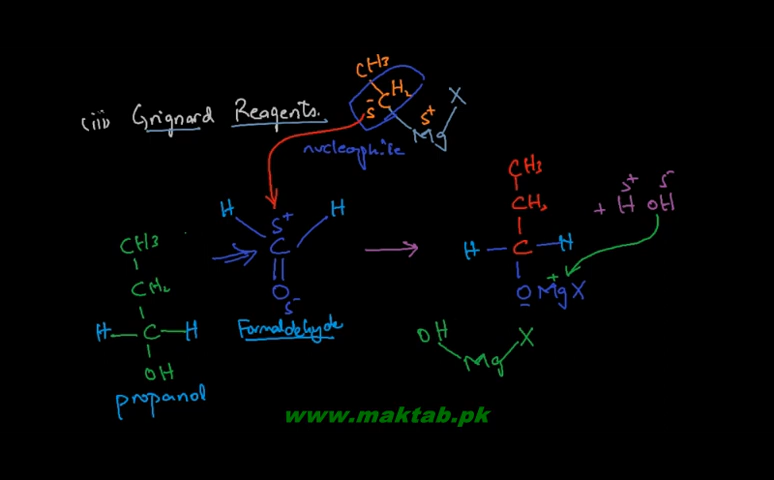 CH3
CH2
δ- C
δ+
Mg X
(iii) Grignard Reagents.
nucleophile
H H
δ+
C
O
δ-
Formaldehyde
CH3
CH2
H C H
OH
propanol
CH3
CH2
H C H
O MgX
+
+ H OH
δ+ δ-
OH Mg X
www.maktab.pk